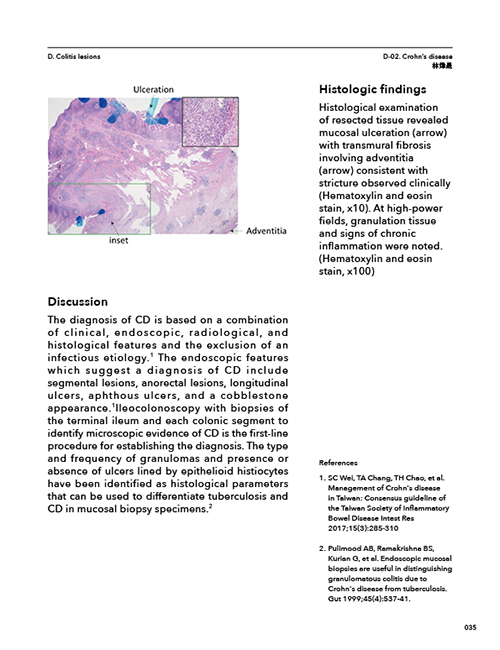 D. Colitis lesions
D-02. Crohn's disease
林煒晟
Ulceration
Adventitia
inset
Histologic findings
Histological examination
of resected tissue revealed
mucosal ulceration (arrow)
with transmural fibrosis
involving adventitia
(arrow) consistent with
stricture observed clinically
(Hematoxylin and eosin
stain, x10). At high-power
fields, granulation tissue
and signs of chronic
inflammation were noted.
(Hematoxylin and eosin
stain, x100)
Discussion
The diagnosis of CD is based on a combination
of clinical, endoscopic, radiological, and
histological features and the exclusion of an
infectious etiology.¹ The endoscopic features
which suggest a diagnosis of CD include
segmental lesions, anorectal lesions, longitudinal
ulcers, aphthous ulcers, and a cobblestone
appearance.¹Ileocolonoscopy with biopsies of
the terminal ileum and each colonic segment to
identify microscopic evidence of CD is the first-line
procedure for establishing the diagnosis. The type
and frequency of granulomas and presence or
absence of ulcers lined by epithelioid histiocytes
have been identified as histological parameters
that can be used to differentiate tuberculosis and
CD in mucosal biopsy specimens.²
References
1. SC Wei, TA Chang, TH Chao, et al.
Management of Crohn's disease
in Taiwan: Consensus guideline of
the Taiwan Society of Inflammatory
Bowel Disease Intest Res
2017;15(3):285-310
2. Pulimood AB, Ramakrishna BS,
Kurian G, et al. Endoscopic mucosal
biopsies are useful in distinguishing
granulomatous colitis due to
Crohn's disease from tuberculosis.
Gut 1999;45(4):537-41.
035